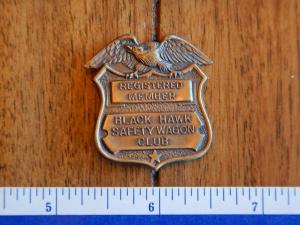 REGISTERED
MEMBER
BLACK HAWK
SAFETY WAGON
CLUB
5 6 7